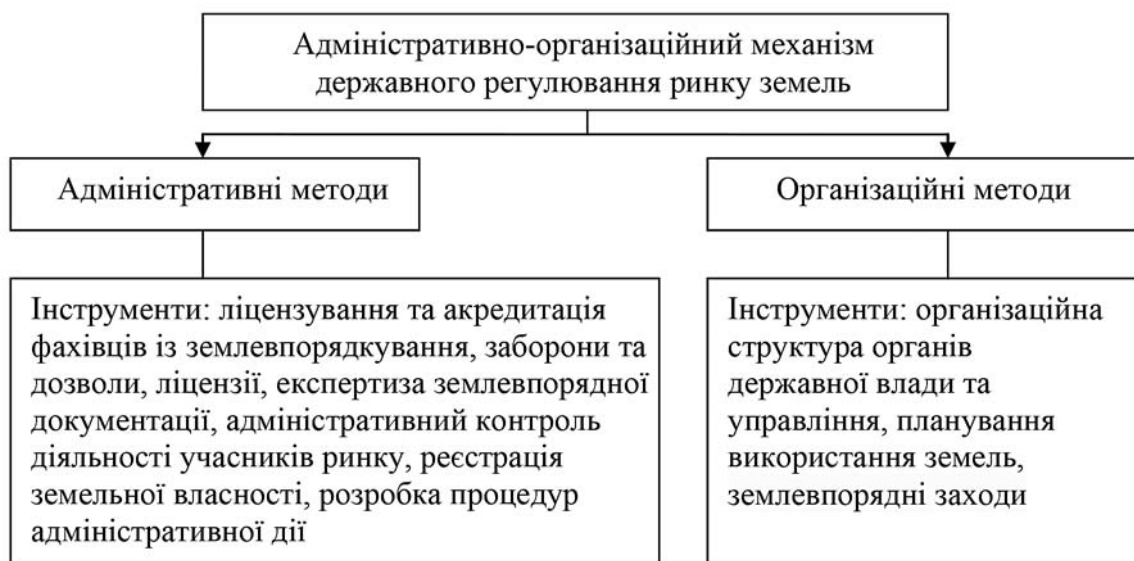 Адміністративно-організаційний механізм
державного регулювання ринку земель
Адміністративні методи
Організаційні методи
Інструменти: ліцензування та акредитація
фахівців із землевпорядкування, заборони та
дозволи, ліцензії, експертиза землевпорядної
документації, адміністративний контроль
діяльності учасників ринку, реєстрація
земельної власності, розробка процедур
адміністративної дії
Інструменти: організаційна
структура органів
державної влади та
управління, планування
використання земель,
землевпорядні заходи